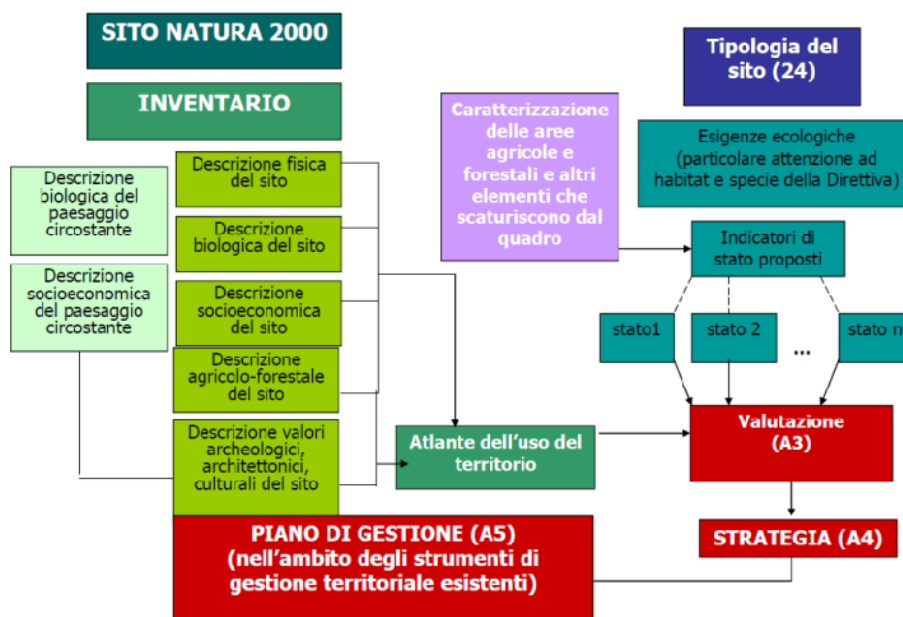 SITO NATURA 2000
INVENTARIO
Descrizione
biologica del
paesaggio
circostante
Descrizione
socioeconomica
del paesaggio
circostante
Descrizione fisica
del sito
Descrizione
biologica del sito
Descrizione
socioeconomica
del sito
Descrizione
agricolo-forestale
del sito
Descrizione valori
archeologici,
architettonici,
culturali del sito
Caratterizzazione
delle aree
agricole e
forestali e altri
elementi che
scaturiscono dal
quadro
Tipologia del
sito (24)
Esigenze ecologiche
(particolare attenzione ad
habitat e specie della Direttiva)
Indicatori di
stato proposti
stato1
stato 2
...
stato n
Atlante dell'uso del
territorio
Valutazione
(A3)
STRATEGIA (A4)
PIANO DI GESTIONE (A5)
(nell'ambito degli strumenti di
gestione territoriale esistenti)